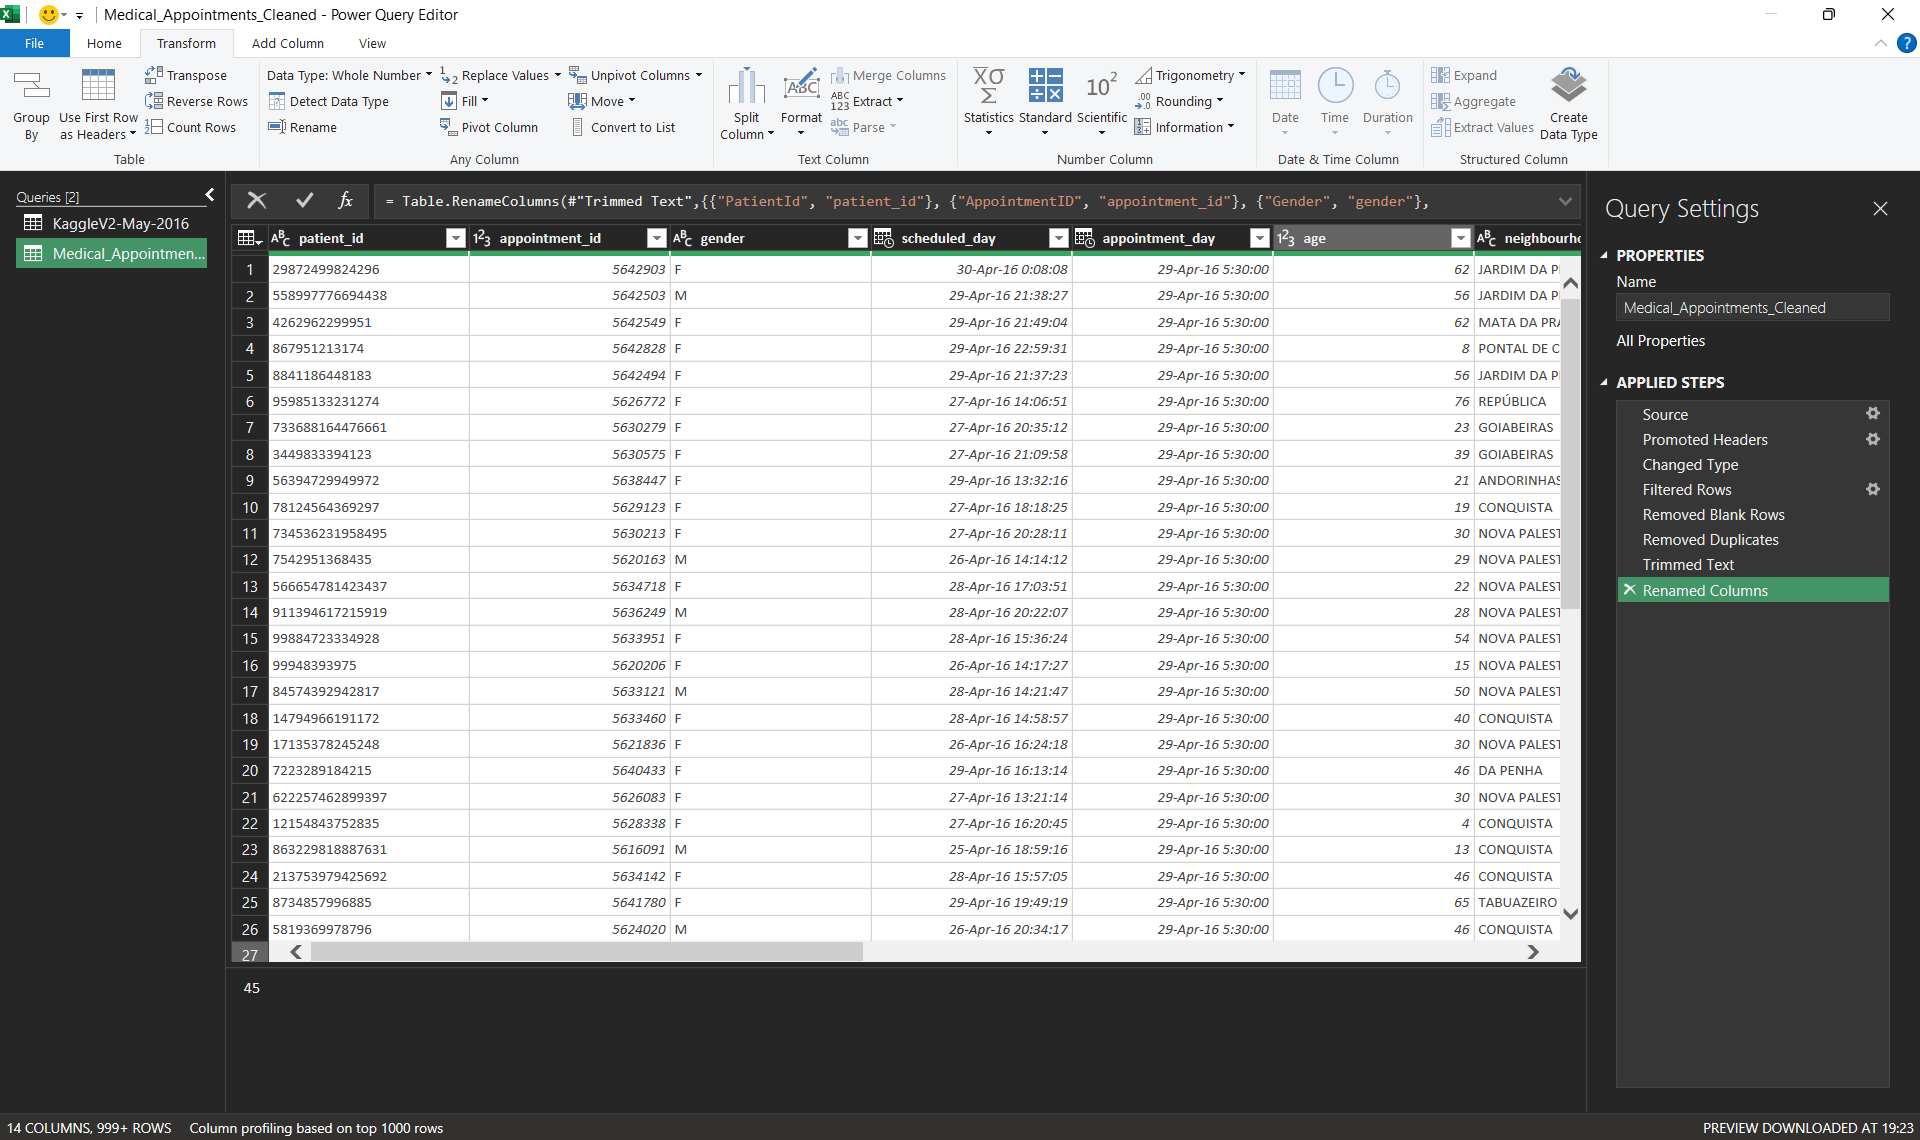 Medical_Appointments_Cleaned - Power Query Editor
File Home Transform Add Column View
Group By
Use First Row as Headers
Transpose
Reverse Rows
Count Rows
Table
Data Type: Whole Number
Detect Data Type
Rename
Replace Values
Fill
Pivot Column
Unpivot Columns
Move
Convert to List
Any Column
Split Column
Format
Merge Columns
Extract
Parse
Text Column
Statistics
Standard
Scientific
Trigonometry
Rounding
Information
Number Column
Date
Time
Duration
Date & Time Column
Expand
Aggregate
Extract Values
Create Data Type
Structured Column
Queries [2]
KaggleV2-May-2016
Medical_Appointmen...
fx = Table.RenameColumns(#"Trimmed Text",{{"PatientId", "patient_id"}, {"AppointmentID", "appointment_id"}, {"Gender", "gender"},
patient_id appointment_id gender scheduled_day appointment_day age neighbourho
1 29872499824296 5642903 F 30-Apr-16 0:08:08 29-Apr-16 5:30:00 62 JARDIM DA P
2 558997776694438 5642503 M 29-Apr-16 21:38:27 29-Apr-16 5:30:00 56 JARDIM DA P
3 4262962299951 5642549 F 29-Apr-16 21:49:04 29-Apr-16 5:30:00 62 MATA DA PRA
4 867951213174 5642828 F 29-Apr-16 22:59:31 29-Apr-16 5:30:00 8 PONTAL DE C
5 8841186448183 5642494 F 29-Apr-16 21:37:23 29-Apr-16 5:30:00 56 JARDIM DA P
6 95985133231274 5626772 F 27-Apr-16 14:06:51 29-Apr-16 5:30:00 76 REPÚBLICA
7 733688164476661 5630279 F 27-Apr-16 20:35:12 29-Apr-16 5:30:00 23 GOIABEIRAS
8 3449833394123 5630575 F 27-Apr-16 21:09:58 29-Apr-16 5:30:00 39 GOIABEIRAS
9 56394729949972 5638447 F 29-Apr-16 13:32:16 29-Apr-16 5:30:00 21 ANDORINHAS
10 78124564369297 5629123 F 27-Apr-16 18:18:25 29-Apr-16 5:30:00 19 CONQUISTA
11 734536231958495 5630213 F 27-Apr-16 20:28:11 29-Apr-16 5:30:00 30 NOVA PALEST
12 7542951368435 5620163 M 26-Apr-16 14:14:12 29-Apr-16 5:30:00 29 NOVA PALEST
13 566654781423437 5634718 F 28-Apr-16 17:03:51 29-Apr-16 5:30:00 22 NOVA PALEST
14 911394617215919 5636249 M 28-Apr-16 20:22:07 29-Apr-16 5:30:00 28 NOVA PALEST
15 99884723334928 5633951 F 28-Apr-16 15:36:24 29-Apr-16 5:30:00 54 NOVA PALEST
16 99948393975 5620206 F 26-Apr-16 14:17:27 29-Apr-16 5:30:00 15 NOVA PALEST
17 84574392942817 5633121 M 28-Apr-16 14:21:47 29-Apr-16 5:30:00 50 NOVA PALEST
18 14794966191172 5633460 F 28-Apr-16 14:58:57 29-Apr-16 5:30:00 40 CONQUISTA
19 17135378245248 5621836 F 26-Apr-16 16:24:18 29-Apr-16 5:30:00 30 NOVA PALEST
20 7223289184215 5640433 F 29-Apr-16 16:13:14 29-Apr-16 5:30:00 46 DA PENHA
21 622257462899397 5626083 F 27-Apr-16 13:21:14 29-Apr-16 5:30:00 30 NOVA PALEST
22 12154843752835 5628338 F 27-Apr-16 16:20:45 29-Apr-16 5:30:00 4 CONQUISTA
23 863229818887631 5616091 M 25-Apr-16 18:59:16 29-Apr-16 5:30:00 13 CONQUISTA
24 213753979425692 5634142 F 28-Apr-16 15:57:05 29-Apr-16 5:30:00 46 CONQUISTA
25 8734857996885 5641780 F 29-Apr-16 19:49:19 29-Apr-16 5:30:00 65 TABUAZEIRO
26 5819369978796 5624020 M 26-Apr-16 20:34:17 29-Apr-16 5:30:00 46 CONQUISTA
27
45
Query Settings
PROPERTIES
Name
Medical_Appointments_Cleaned
All Properties
APPLIED STEPS
Source
Promoted Headers
Changed Type
Filtered Rows
Removed Blank Rows
Removed Duplicates
Trimmed Text
Renamed Columns
14 COLUMNS, 999+ ROWS Column profiling based on top 1000 rows
PREVIEW DOWNLOADED AT 19:23